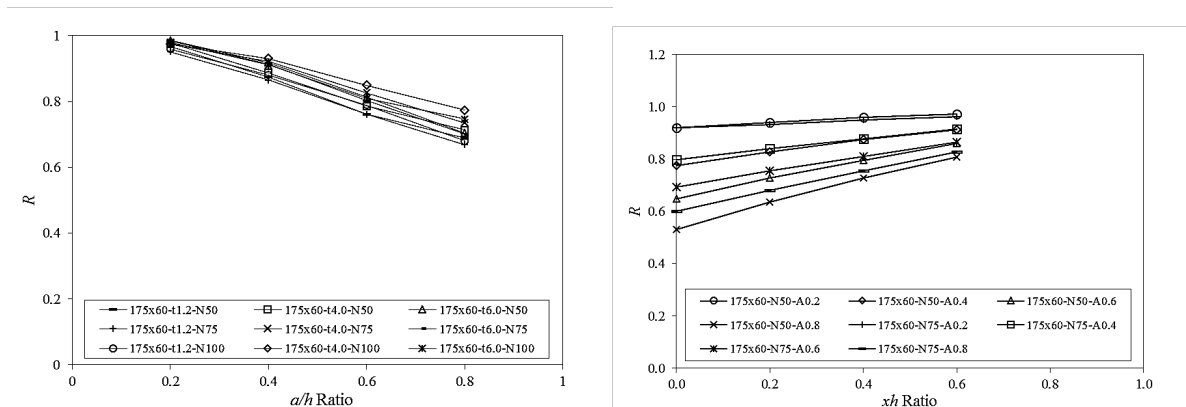 1
0.8
0.6
0.4
0.2
0
R
175x60-t1.2-N50 175x60-t4.0-N50 175x60-t6.0-N50
175x60-t1.2-N75 175x60-t4.0-N75 175x60-t6.0-N75
175x60-t1.2-N100 175x60-t4.0-N100 175x60-t6.0-N100
0 0.2 0.4 0.6 0.8 1
a/h Ratio
1.2
1.0
0.8
0.6
0.4
0.2
0.0
R
175x60-N50-A0.2 175x60-N50-A0.4 175x60-N50-A0.6
175x60-N50-A0.8 175x60-N75-A0.2 175x60-N75-A0.4
175x60-N75-A0.6 175x60-N75-A0.8
0.0 0.2 0.4 0.6 0.8 1.0
xh Ratio